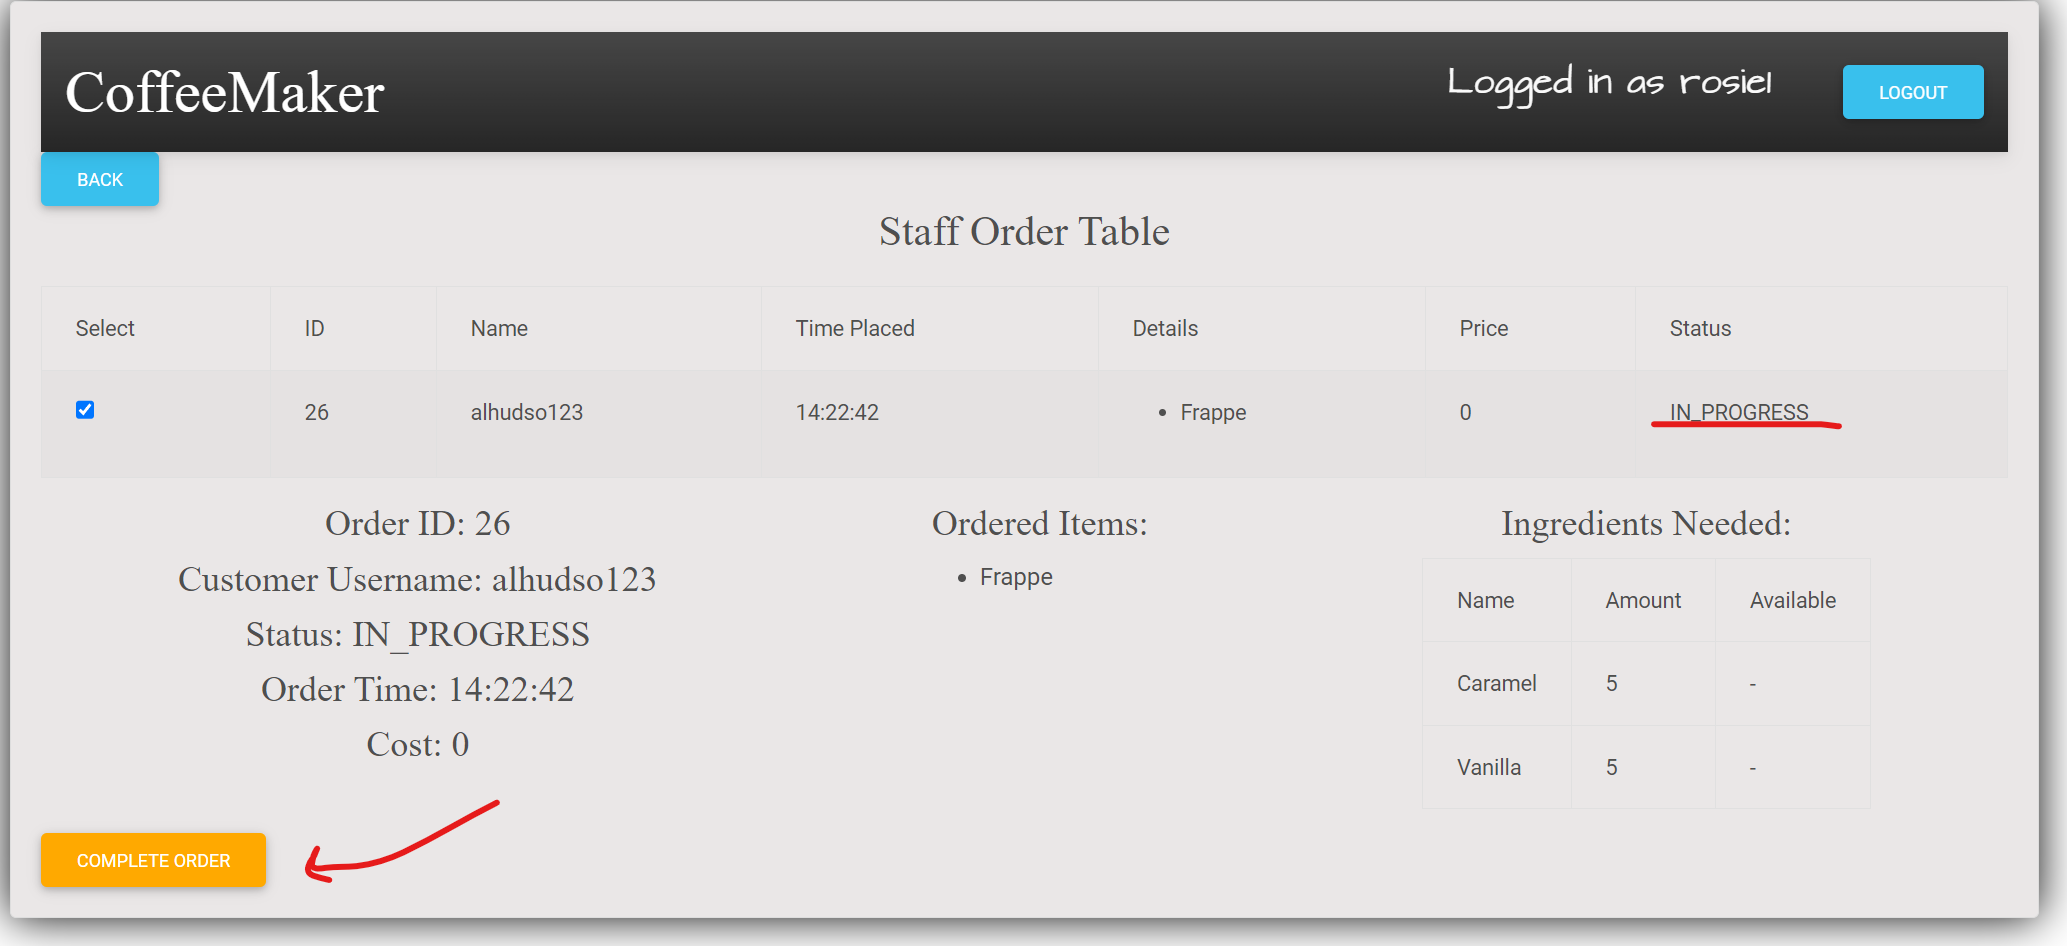 CoffeeMaker
Logged in as rosiel
LOGOUT
BACK
Staff Order Table
Select ID Name Time Placed Details Price Status
26 alhudso123 14:22:42 • Frappe 0 IN_PROGRESS
Order ID: 26
Customer Username: alhudso123
Status: IN_PROGRESS
Order Time: 14:22:42
Cost: 0
Ordered Items:
• Frappe
Ingredients Needed:
Name Amount Available
Caramel 5 -
Vanilla 5 -
COMPLETE ORDER